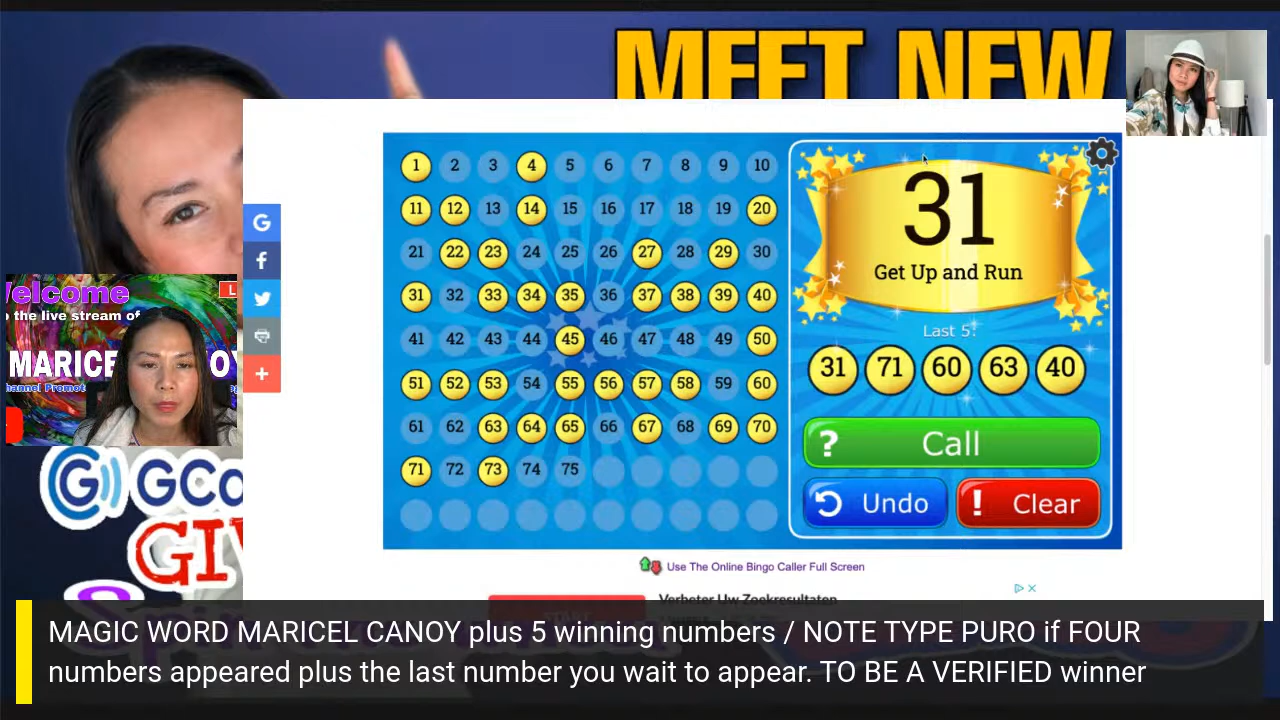 MEET NEW
Welcome
o the live stream of
MARICE
hannel Promot
GCo
GIV
1 2 3 4 5 6 7 8 9 10
11 12 13 14 15 16 17 18 19 20
21 22 23 24 25 26 27 28 29 30
31 32 33 34 35 36 37 38 39 40
41 42 43 44 45 46 47 48 49 50
51 52 53 54 55 56 57 58 59 60
61 62 63 64 65 66 67 68 69 70
71 72 73 74 75
31
Get Up and Run
Last 5:
31 71 60 63 40
? Call
Undo
! Clear
Use The Online Bingo Caller Full Screen
Verbeter Uw Zoekresultaten
MAGIC WORD MARICEL CANOY plus 5 winning numbers / NOTE TYPE PURO if FOUR
numbers appeared plus the last number you wait to appear. TO BE A VERIFIED winner